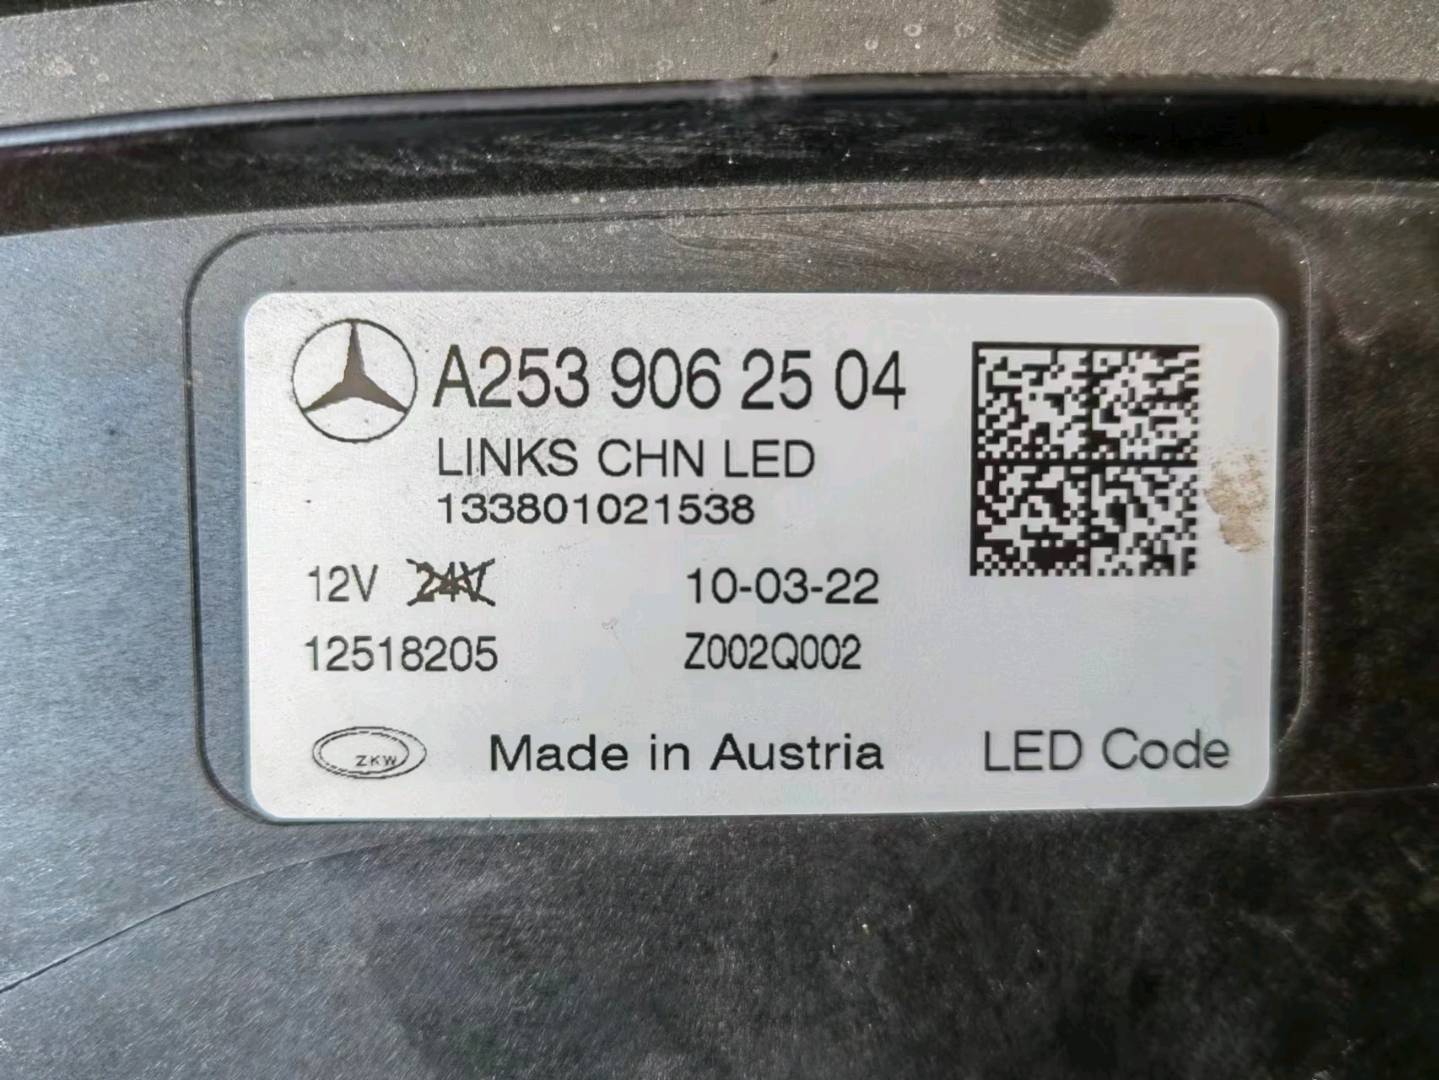 A253 906 25 04
LINKS CHN LED
133801021538
12V 24V 10-03-22
12518205 Z002Q002
ZKW Made in Austria LED Code